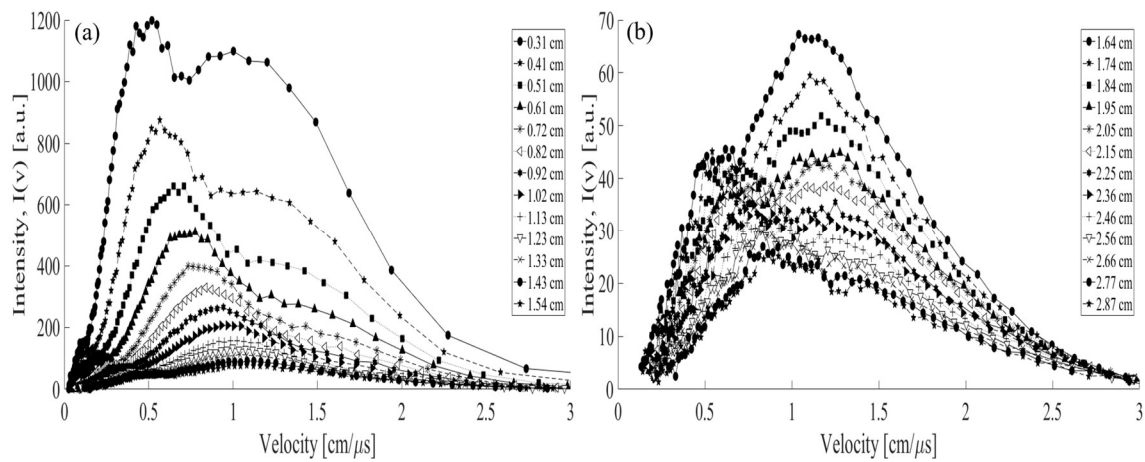 (a)
Intensity, I(v) [a.u.]
1200
1000
800
600
400
200
0
0 0.5 1 1.5 2 2.5 3
Velocity [cm/μs]
0.31 cm
0.41 cm
0.51 cm
0.61 cm
0.72 cm
0.82 cm
0.92 cm
1.02 cm
1.13 cm
1.23 cm
1.33 cm
1.43 cm
1.54 cm
(b)
Intensity, I(v) [a.u.]
70
60
50
40
30
20
10
0
0 0.5 1 1.5 2 2.5 3
Velocity [cm/μs]
1.64 cm
1.74 cm
1.84 cm
1.95 cm
2.05 cm
2.15 cm
2.25 cm
2.36 cm
2.46 cm
2.56 cm
2.66 cm
2.77 cm
2.87 cm